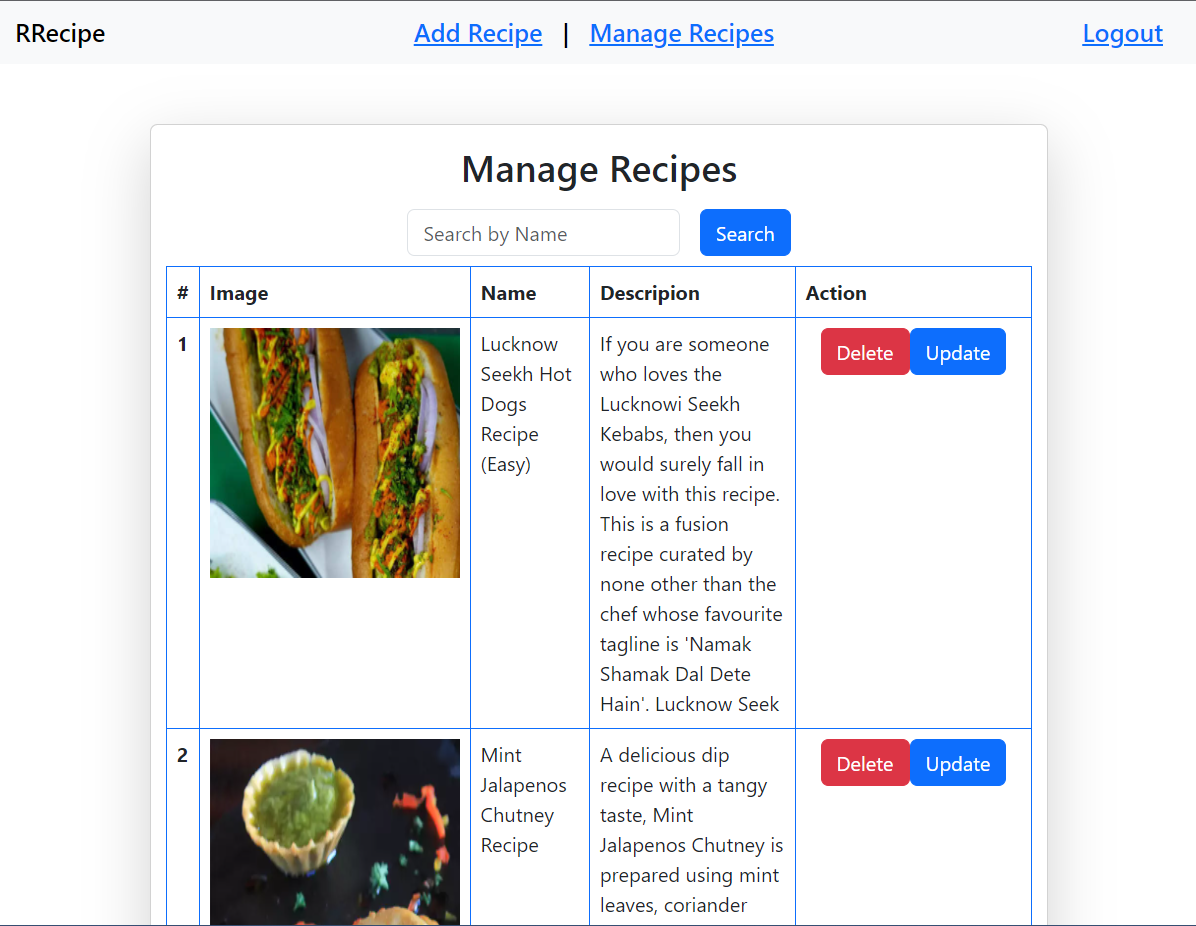 RRecipe
Add Recipe | Manage Recipes
Logout
Manage Recipes
Search by Name
Search
# Image Name Descripion Action
1
Lucknow
Seekh Hot
Dogs
Recipe
(Easy)
If you are someone
who loves the
Lucknowi Seekh
Kebabs, then you
would surely fall in
love with this recipe.
This is a fusion
recipe curated by
none other than the
chef whose favourite
tagline is 'Namak
Shamak Dal Dete
Hain'. Lucknow Seek
Delete Update
2
Mint
Jalapenos
Chutney
Recipe
A delicious dip
recipe with a tangy
taste, Mint
Jalapenos Chutney is
prepared using mint
leaves, coriander
Delete Update